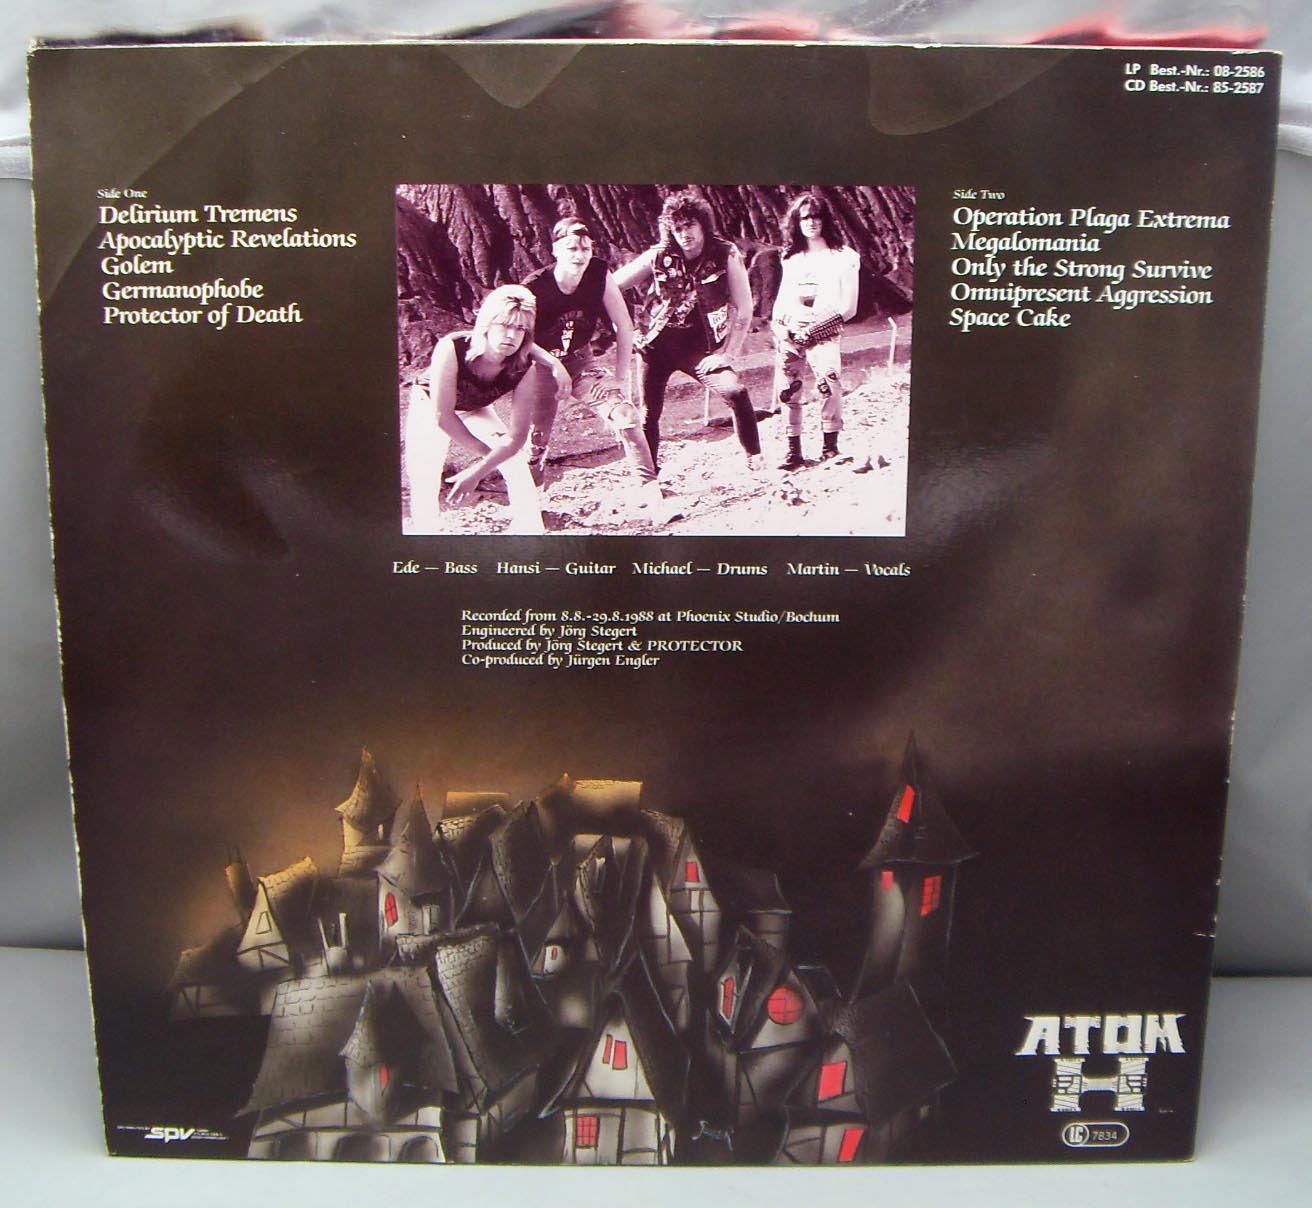 LP Best.-Nr.: 08-2586
CD Best.-Nr.: 85-2587
Side One
Delirium Tremens
Apocalyptic Revelations
Golem
Germanophobe
Protector of Death
Side Two
Operation Plaga Extrema
Megalomania
Only the Strong Survive
Omnipresent Aggression
Space Cake
Ede — Bass Hansi — Guitar Michael — Drums Martin — Vocals
Recorded from 8.8.-29.8.1988 at Phoenix Studio/Bochum
Engineered by Jörg Stegert
Produced by Jörg Stegert & PROTECTOR
Co-produced by Jürgen Engler
ATOM
H
SPV
LC 7834